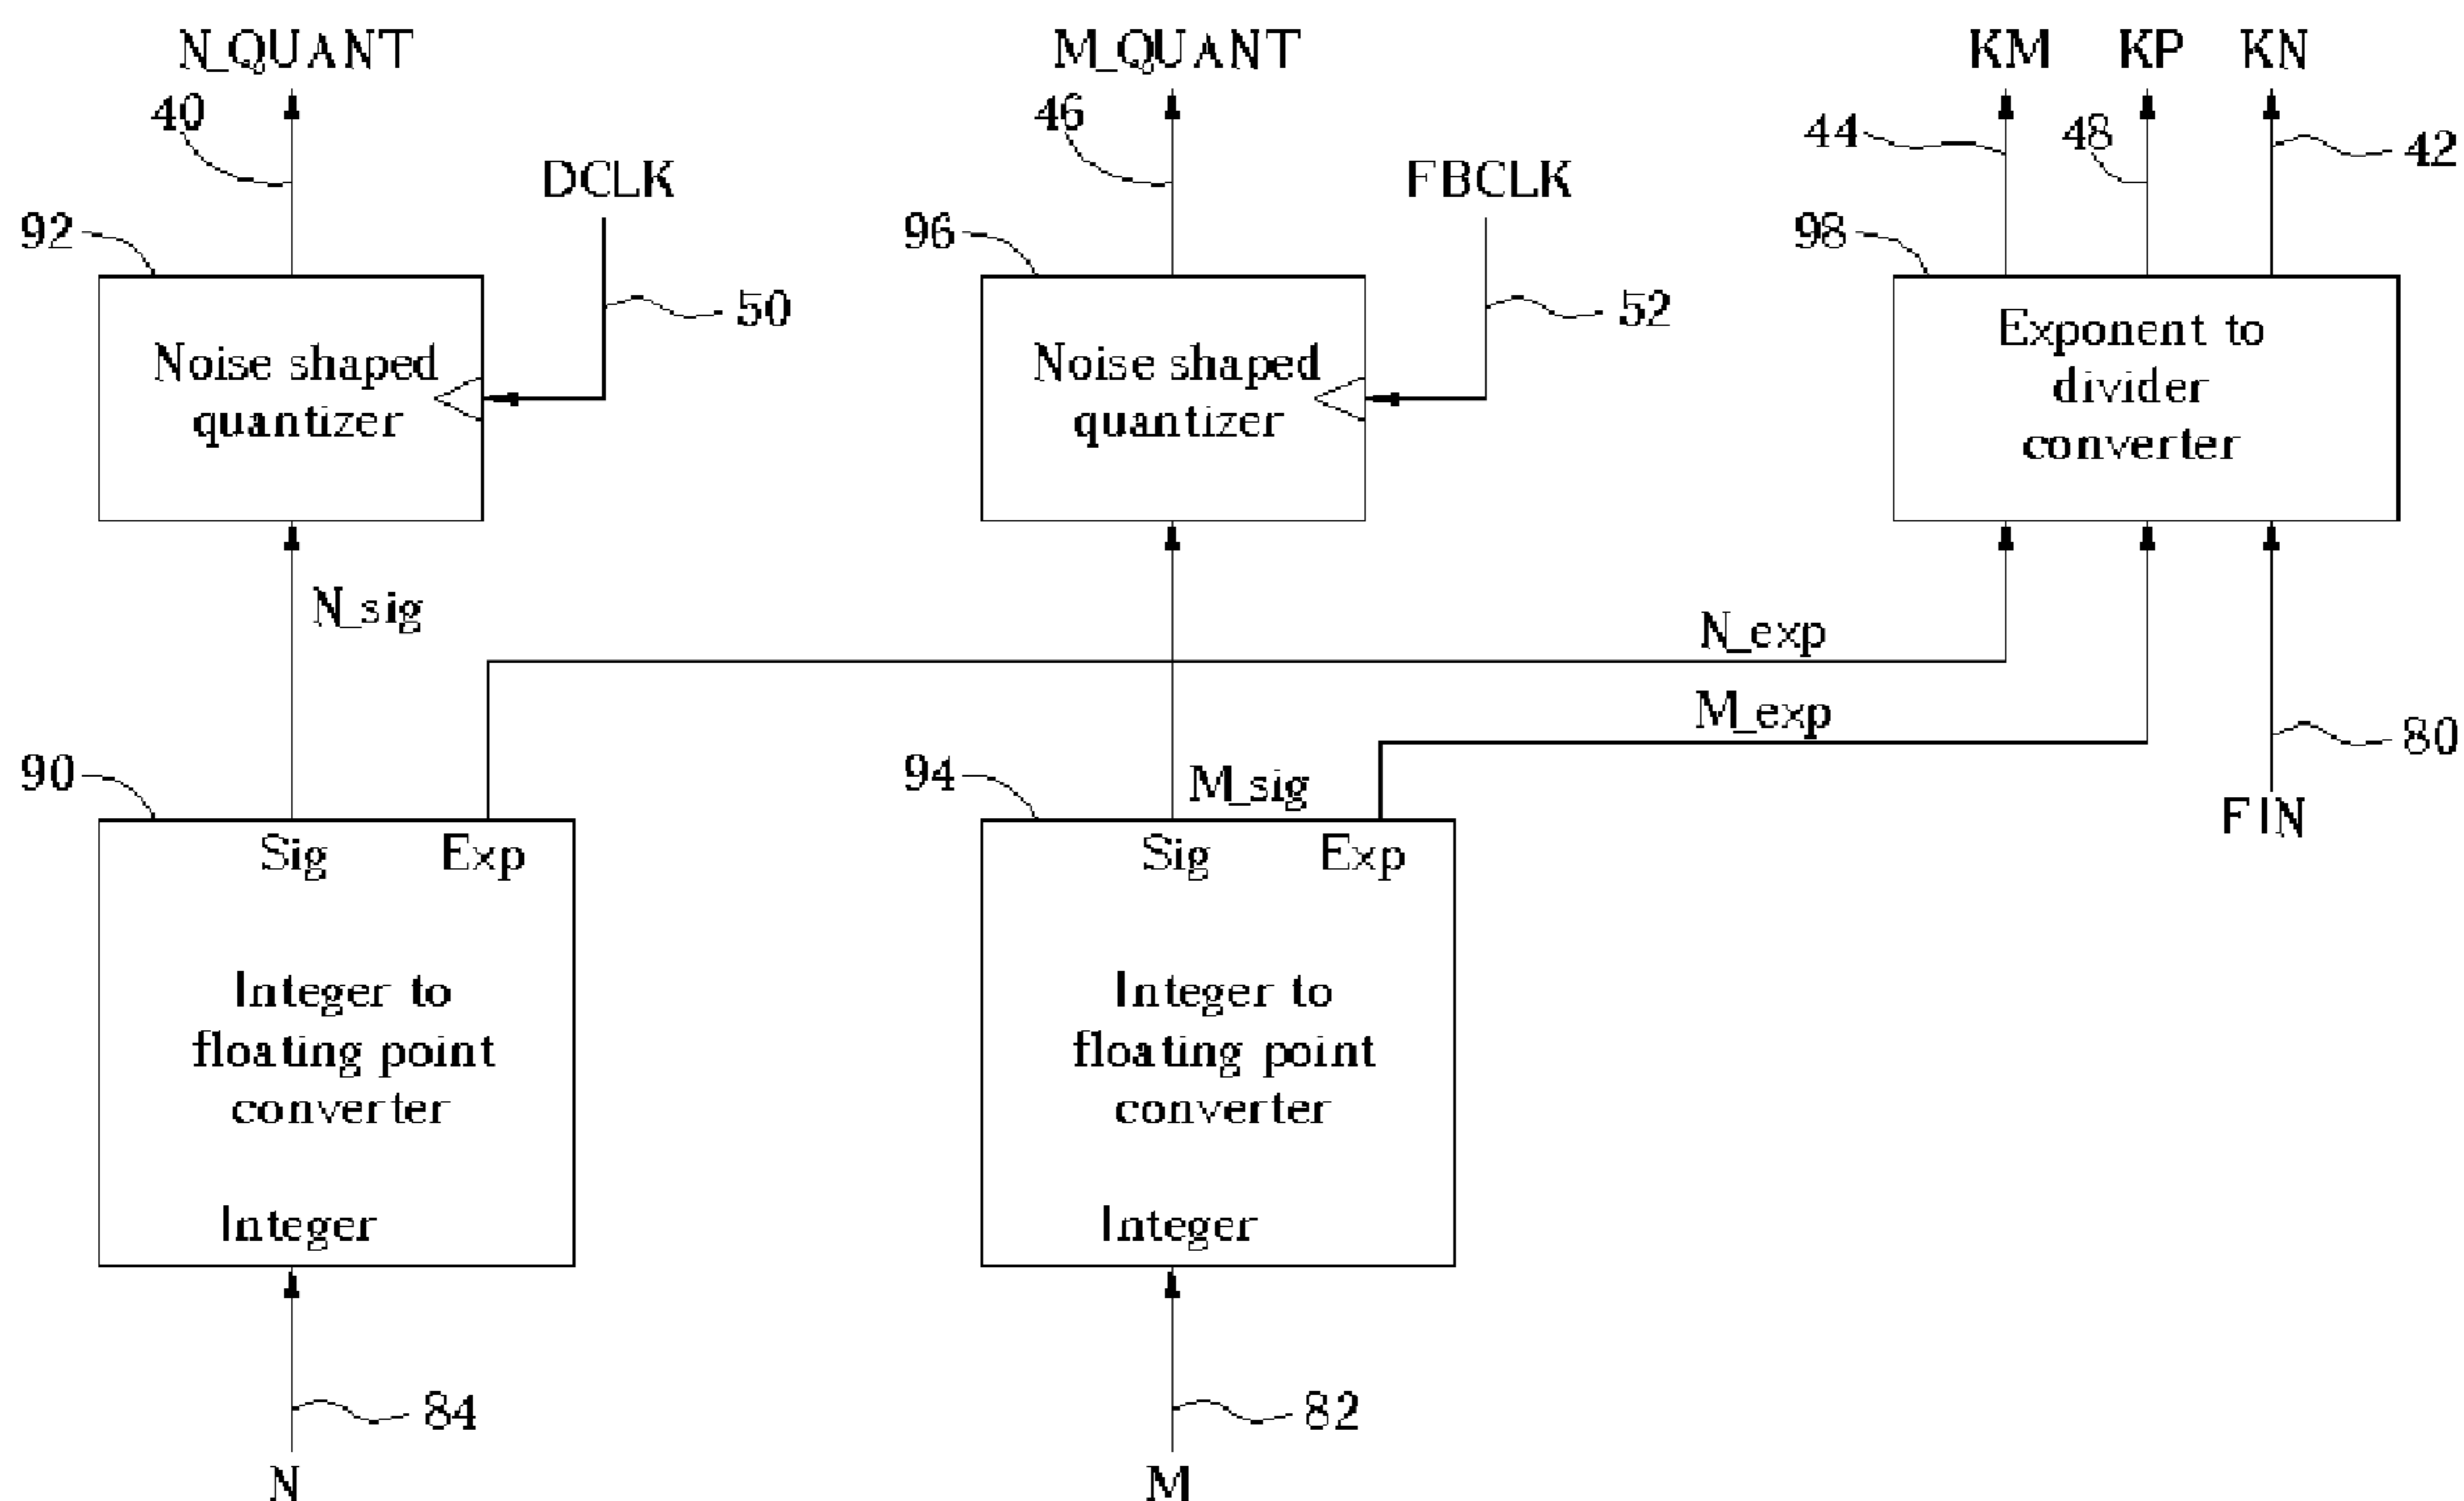 N_QUANT
M_QUANT
KM
KP
KN
40
46
44
48
42
DCLK
FBCLK
92
96
98
50
52
Noise shaped
quantizer
Noise shaped
quantizer
Exponent to
divider
converter
N_sig
N_exp
M_exp
80
FIN
90
94
M_sig
Sig
Exp
Sig
Exp
Integer to
floating point
converter
Integer to
floating point
converter
Integer
Integer
84
82
N
M